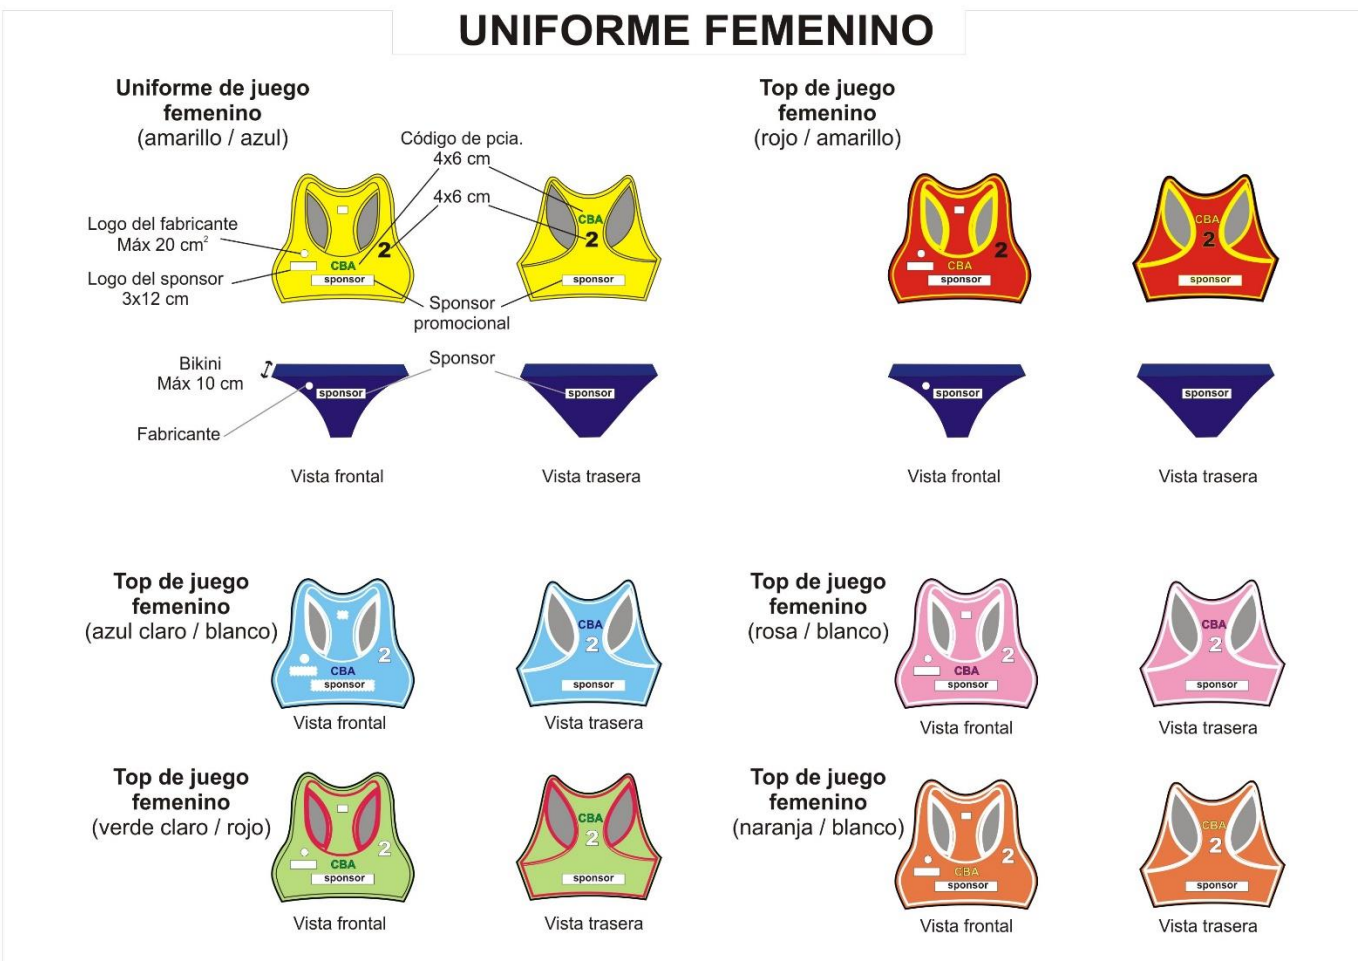 UNIFORME FEMENINO
Uniforme de juego
femenino
(amarillo / azul)
Código de pcia.
4x6 cm
4x6 cm
Logo del fabricante
Máx 20 cm²
Logo del sponsor
3x12 cm
CBA
2
sponsor
CBA
2
sponsor
Sponsor
promocional
Bikini
Máx 10 cm
Sponsor
sponsor
sponsor
Fabricante
Vista frontal
Vista trasera
Top de juego
femenino
(rojo / amarillo)
2
CBA
sponsor
CBA
2
sponsor
sponsor
sponsor
Vista frontal
Vista trasera
Top de juego
femenino
(azul claro / blanco)
2
CBA
sponsor
CBA
2
sponsor
Vista frontal
Vista trasera
Top de juego
femenino
(rosa / blanco)
2
CBA
sponsor
CBA
2
sponsor
Vista frontal
Vista trasera
Top de juego
femenino
(verde claro / rojo)
2
CBA
sponsor
CBA
2
sponsor
Vista frontal
Vista trasera
Top de juego
femenino
(naranja / blanco)
2
CBA
sponsor
CBA
2
sponsor
Vista frontal
Vista trasera